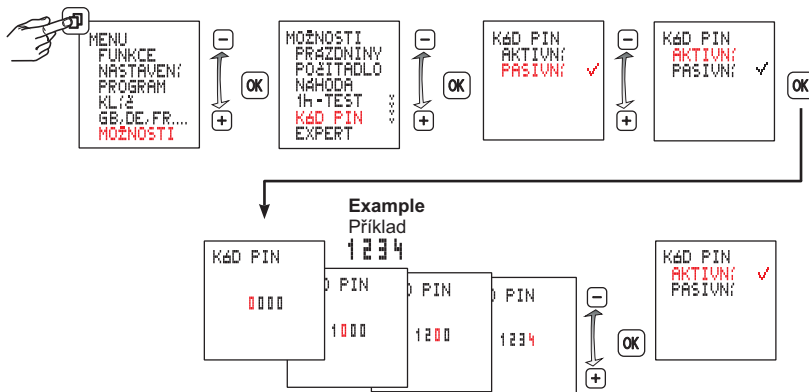 MENU
FUNKCE
NASTAVENí
PROGRAM
KLíč
GB,DE,FR....
MOžNOSTI
−
OK
+
MOžNOSTI
PRáZDNINY
POčITADLO
NáHODA
1h-TEST
KóD PIN
EXPERT
−
OK
+
KóD PIN
AKTIVNí
PASIVNí ✓
−
OK
+
KóD PIN
AKTIVNí
PASIVNí ✓
OK
Example
Příklad
1234
KóD PIN
0000
PIN
1000
PIN
1200
PIN
1234
−
OK
+
KóD PIN
AKTIVNí ✓
PASIVNí